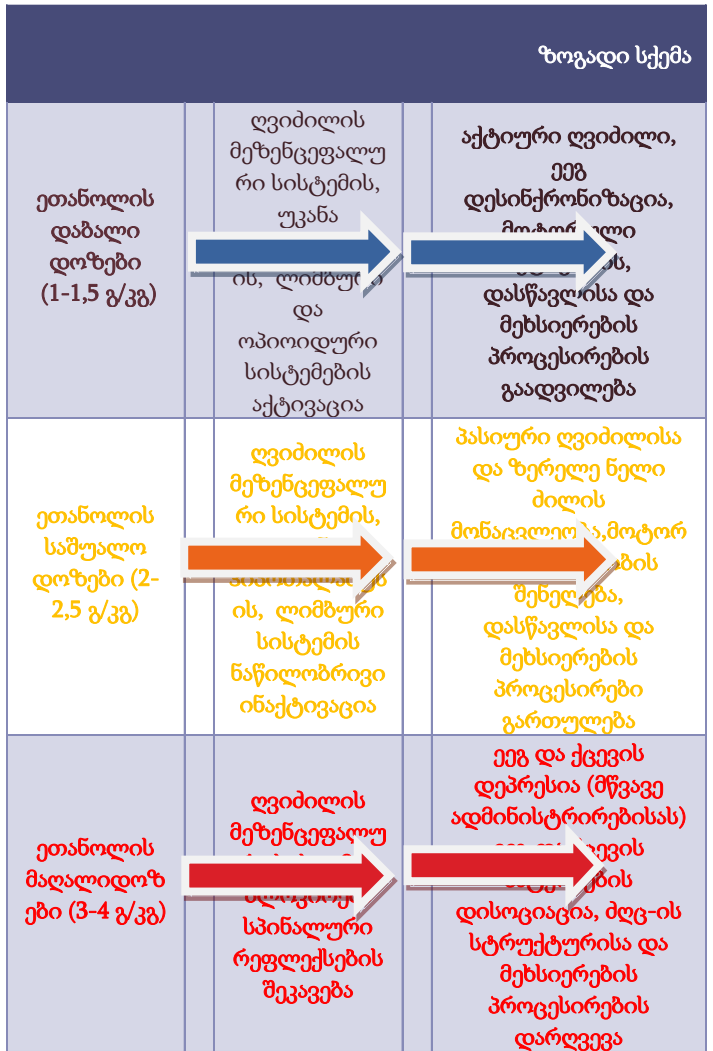 ზოგადი სქემა
ეთანოლის
დაბალი
დოზები
(1-1,5 გ/კგ)
ღვიძილის
მეზენცეფალუ
რი სისტემის,
უკანა
ის, ლიმბური
და
ოპიოიდური
სისტემების
აქტივაცია
აქტიური ღვიძილი,
ეეგ
დესინქრონიზაცია,
დასწავლისა და
მეხსიერების
პროცესირების
გაადვილება
ეთანოლის
საშუალო
დოზები (2-
2,5 გ/კგ)
ღვიძილის
მეზენცეფალუ
რი სისტემის,
ის, ლიმბური
სისტემის
ნაწილობრივი
ინაქტივაცია
პასიური ღვიძილისა
და ზერელე ნელი
ძილის
მონაცვლეობა,მოტორ
შენელება,
დასწავლისა და
მეხსიერების
პროცესირები
გართულება
ეთანოლის
მაღალიდოზ
ები (3-4 გ/კგ)
ღვიძილის
მეზენცეფალუ
სპინალური
რეფლექსების
შეკავება
ეეგ და ქცევის
დეპრესია (მწვავე
ადმინისტრირებისას)
დისოციაცია, ძღც-ის
სტრუქტურისა და
მეხსიერების
პროცესირების
დარღვევა